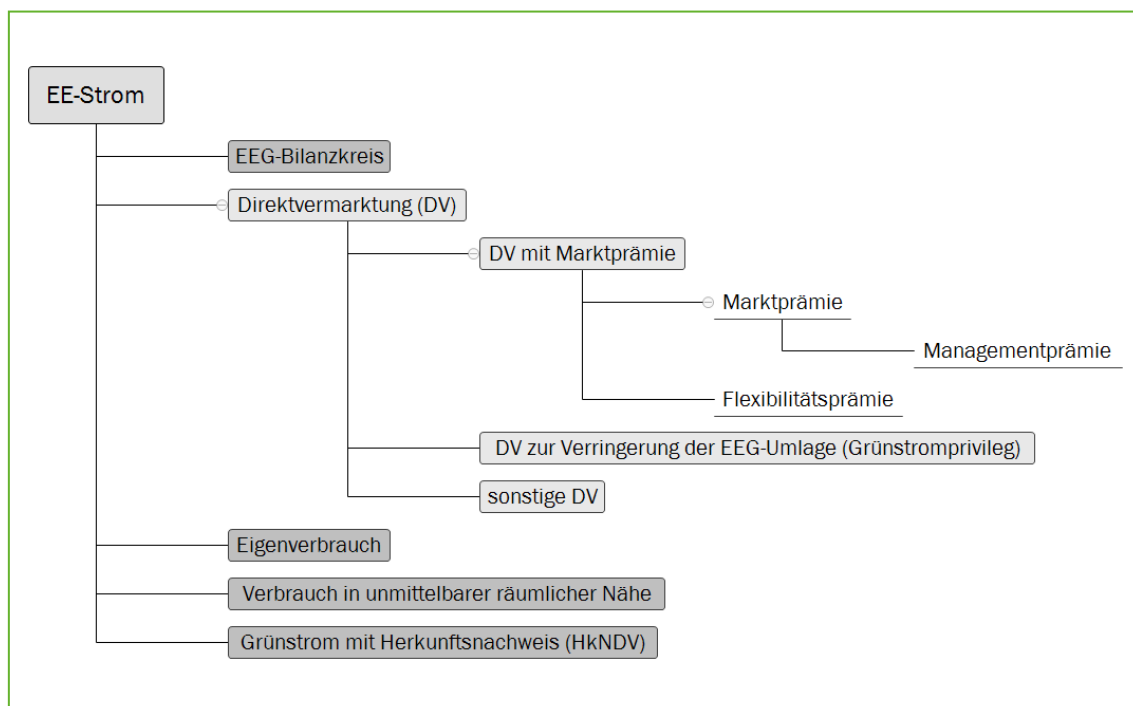 EE-Strom
EEG-Bilanzkreis
Direktvermarktung (DV)
DV mit Marktprämie
Marktprämie
Managementprämie
Flexibilitätsprämie
DV zur Verringerung der EEG-Umlage (Grünstromprivileg)
sonstige DV
Eigenverbrauch
Verbrauch in unmittelbarer räumlicher Nähe
Grünstrom mit Herkunftsnachweis (HkNDV)